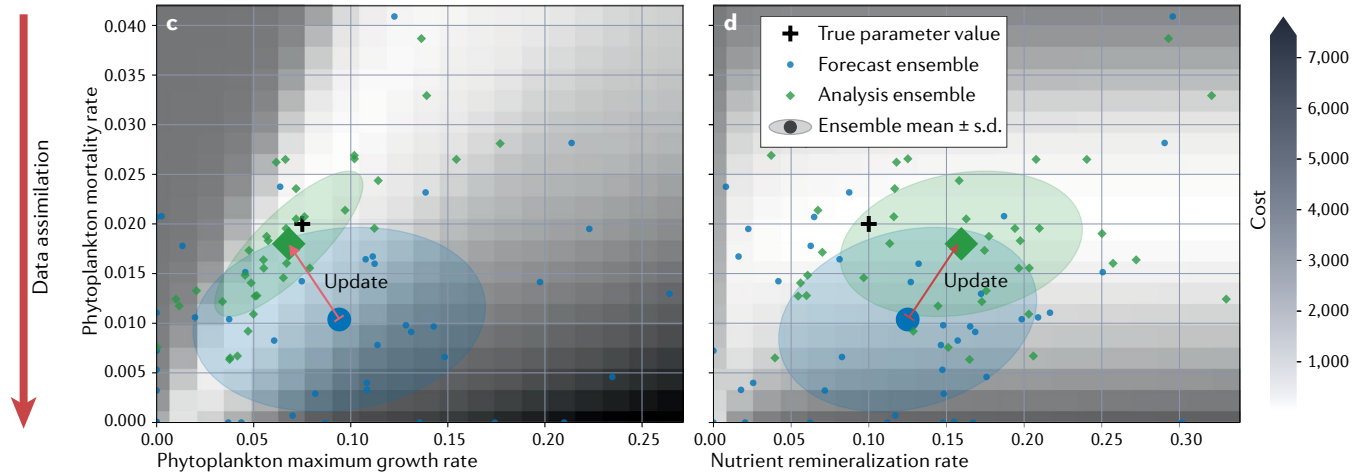 Data assimilation
Phytoplankton mortality rate
c
0.040
0.035
0.030
0.025
0.020
0.015
0.010
0.005
0.000
Update
0.00 0.05 0.10 0.15 0.20 0.25
Phytoplankton maximum growth rate
d
True parameter value
Forecast ensemble
Analysis ensemble
Ensemble mean ± s.d.
Update
0.00 0.05 0.10 0.15 0.20 0.25 0.30
Nutrient remineralization rate
Cost
7,000
6,000
5,000
4,000
3,000
2,000
1,000